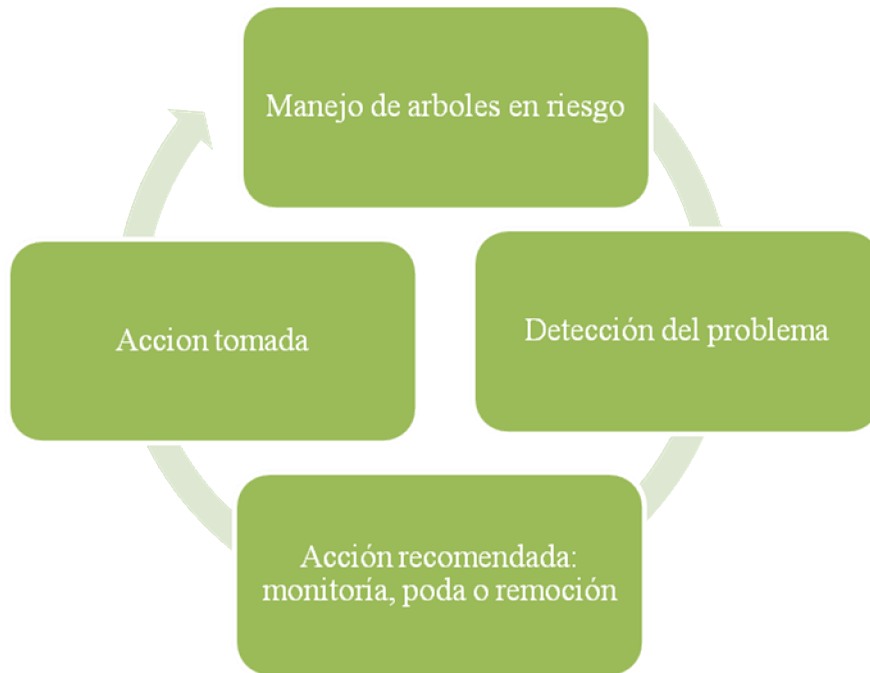 Manejo de arboles en riesgo
Detección del problema
Acción recomendada:
monitoría, poda o remoción
Accion tomada